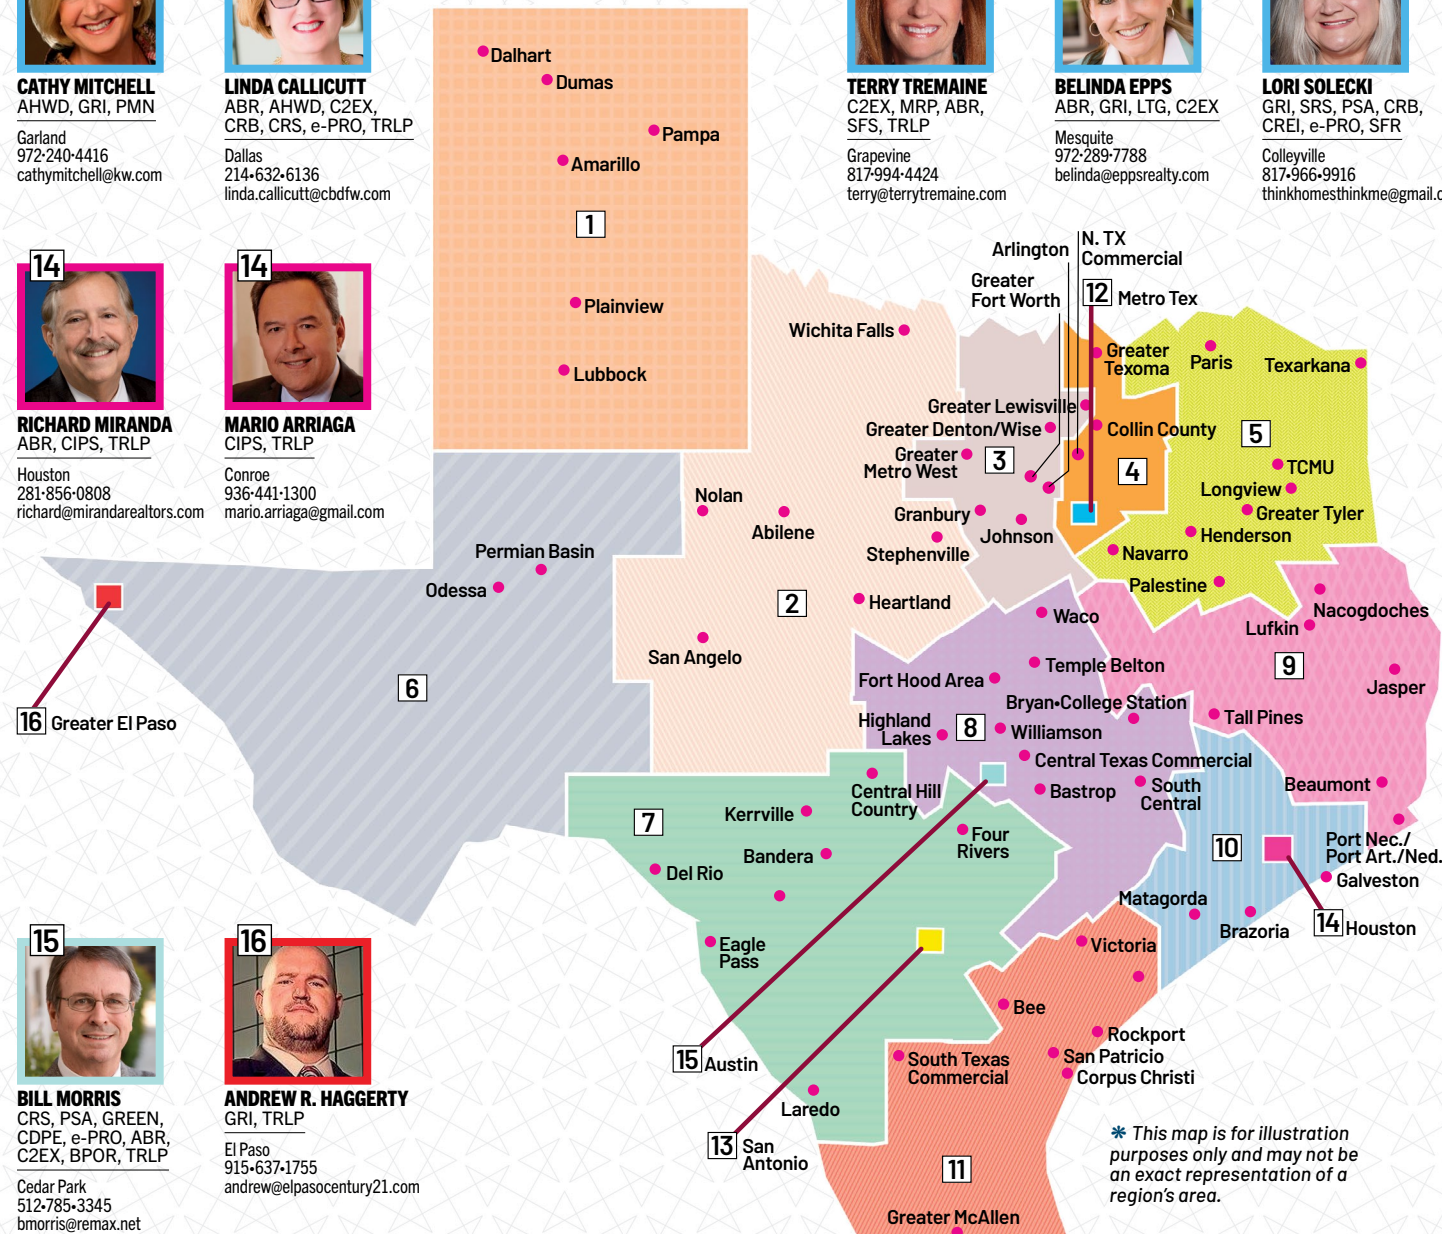 CATHY MITCHELL
AHWD, GRI, PMN
Garland
972•240•4416
cathymitchell@kw.com
LINDA CALLICUTT
ABR, AHWD, C2EX,
CRB, CRS, e-PRO, TRLP
Dallas
214•632•6136
linda.callicutt@cbdfw.com
TERRY TREMAINE
C2EX, MRP, ABR,
SFS, TRLP
Grapevine
817•994•4424
terry@terrytremaine.com
BELINDA EPPS
ABR, GRI, LTG, C2EX
Mesquite
972•289•7788
belinda@eppsrealty.com
LORI SOLECKI
GRI, SRS, PSA, CRB,
CREI, e-PRO, SFR
Colleyville
817•966•9916
thinkhomesthinkme@gmail.c
14
RICHARD MIRANDA
ABR, CIPS, TRLP
Houston
281•856•0808
richard@mirandarealtors.com
14
MARIO ARRIAGA
CIPS, TRLP
Conroe
936•441•1300
mario.arriaga@gmail.com
15
BILL MORRIS
CRS, PSA, GREEN,
CDPE, e-PRO, ABR,
C2EX, BPOR, TRLP
Cedar Park
512•785•3345
bmorris@remax.net
16
ANDREW R. HAGGERTY
GRI, TRLP
El Paso
915•637•1755
andrew@elpasocentury21.com
Dalhart
Dumas
Pampa
Amarillo
1
Plainview
Lubbock
Wichita Falls
Nolan
Abilene
2
Heartland
San Angelo
Arlington
Greater
Fort Worth
N. TX
Commercial
12 Metro Tex
Greater
Texoma
Greater Lewisville
Greater Denton/Wise
Greater
Metro West
3
Granbury
Johnson
Stephenville
Collin County
4
Paris
Texarkana
5
TCMU
Longview
Greater Tyler
Henderson
Navarro
Palestine
Permian Basin
Odessa
6
16 Greater El Paso
Waco
Temple Belton
Fort Hood Area
Bryan•College Station
Highland
Lakes
8
Williamson
Central Texas Commercial
Bastrop
South
Central
Nacogdoches
Lufkin
9
Jasper
Tall Pines
Beaumont
Port Nec./
Port Art./Ned.
7
Central Hill
Country
Kerrville
Bandera
Four
Rivers
Del Rio
Eagle
Pass
Laredo
15 Austin
13 San
Antonio
10
Galveston
Matagorda
Brazoria
14 Houston
Victoria
Bee
Rockport
San Patricio
Corpus Christi
South Texas
Commercial
11
Greater McAllen
* This map is for illustration
purposes only and may not be
an exact representation of a
region’s area.